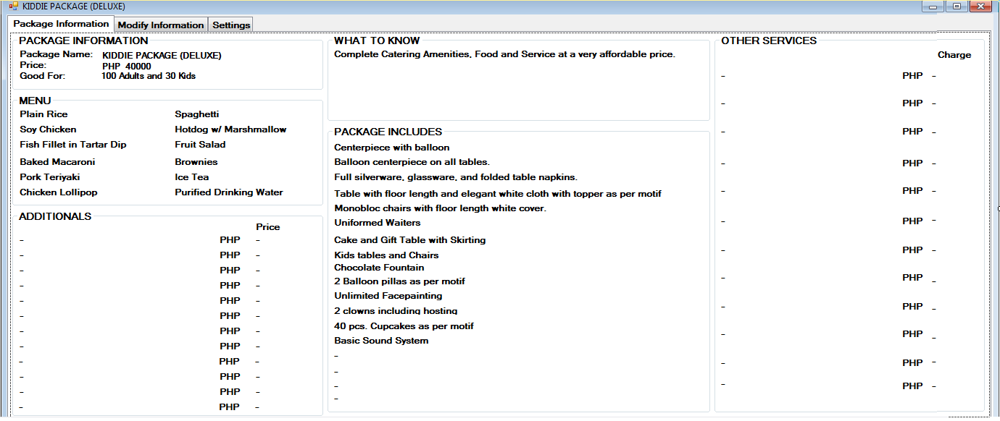 KIDDIE PACKAGE (DELUXE)
Package Information Modify Information Settings
PACKAGE INFORMATION
Package Name: KIDDIE PACKAGE (DELUXE)
Price: PHP 40000
Good For: 100 Adults and 30 Kids
MENU
Plain Rice Spaghetti
Soy Chicken Hotdog w/ Marshmallow
Fish Fillet in Tartar Dip Fruit Salad
Baked Macaroni Brownies
Pork Teriyaki Ice Tea
Chicken Lollipop Purified Drinking Water
ADDITIONALS
Price
- PHP -
- PHP -
- PHP -
- PHP -
- PHP -
- PHP -
- PHP -
- PHP -
- PHP -
- PHP -
- PHP -
- PHP -
WHAT TO KNOW
Complete Catering Amenities, Food and Service at a very affordable price.
PACKAGE INCLUDES
Centerpiece with balloon
Balloon centerpiece on all tables.
Full silverware, glassware, and folded table napkins.
Table with floor length and elegant white cloth with topper as per motif
Monobloc chairs with floor length white cover.
Uniformed Waiters
Cake and Gift Table with Skirting
Kids tables and Chairs
Chocolate Fountain
2 Balloon pillas as per motif
Unlimited Facepainting
2 clowns including hosting
40 pcs. Cupcakes as per motif
Basic Sound System
-
-
-
-
OTHER SERVICES
Charge
- PHP -
- PHP -
- PHP -
- PHP -
- PHP -
- PHP -
- PHP -
- PHP -
- PHP -
- PHP -
- PHP -
- PHP -